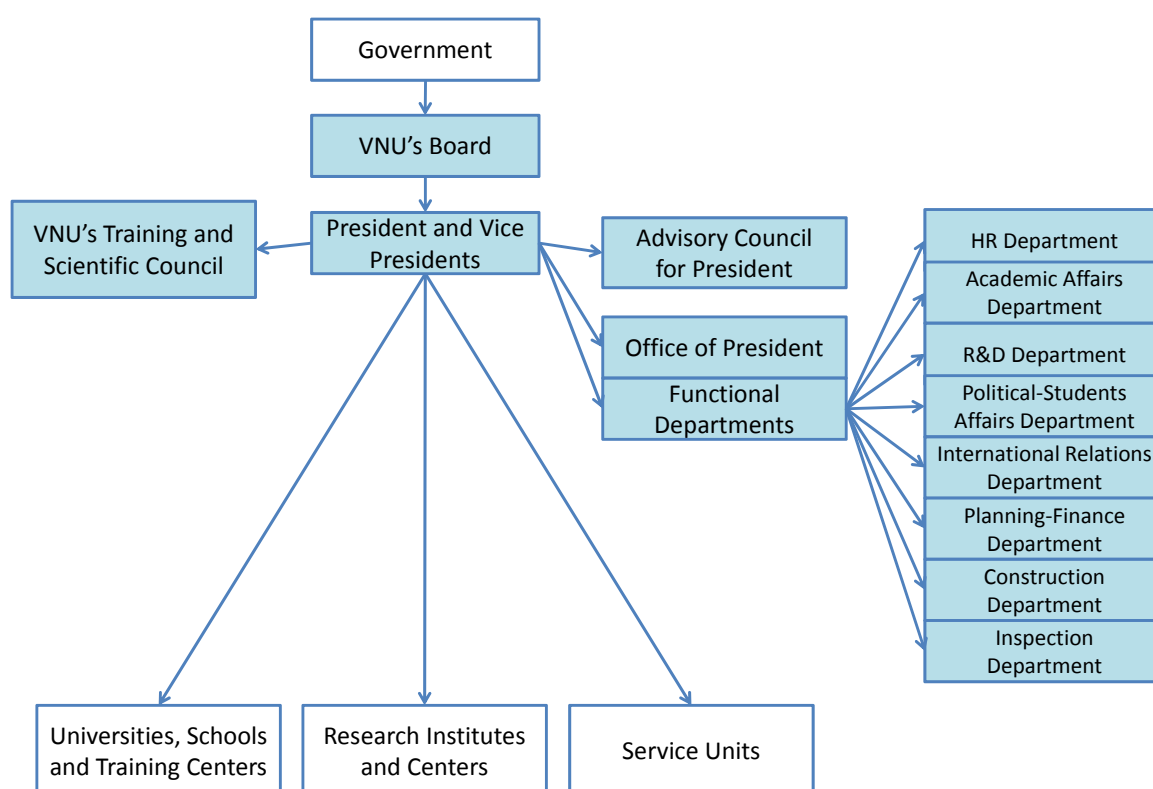 Government
VNU’s Board
VNU’s Training and
Scientific Council
President and Vice
Presidents
Advisory Council
for President
Office of President
Functional
Departments
HR Department
Academic Affairs
Department
R&D Department
Political-Students
Affairs Department
International Relations
Department
Planning-Finance
Department
Construction
Department
Inspection
Department
Universities, Schools
and Training Centers
Research Institutes
and Centers
Service Units